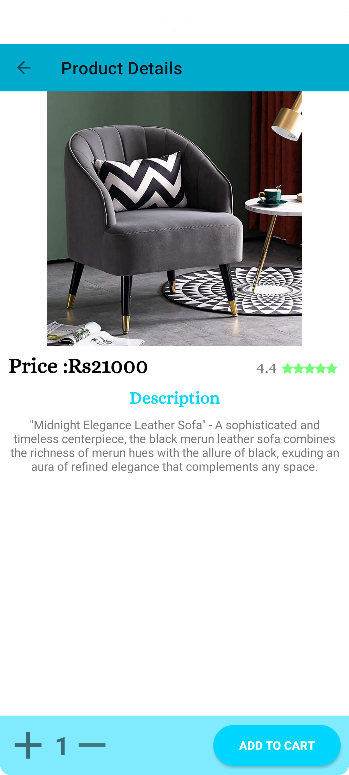 Product Details
Price :Rs21000
4.4
Description
"Midnight Elegance Leather Sofa" - A sophisticated and
timeless centerpiece, the black merun leather sofa combines
the richness of merun hues with the allure of black, exuding an
aura of refined elegance that complements any space.
1
ADD TO CART